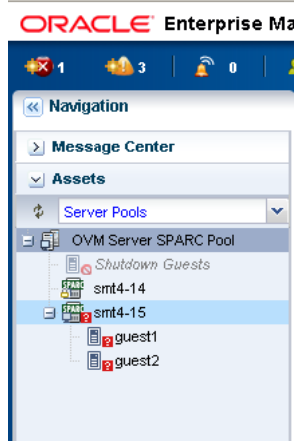 ORACLE Enterprise Ma
1 3 0
Navigation
Message Center
Assets
Server Pools
OVM Server SPARC Pool
Shutdown Guests
SPARC smt4-14
SPARC smt4-15
guest1
guest2